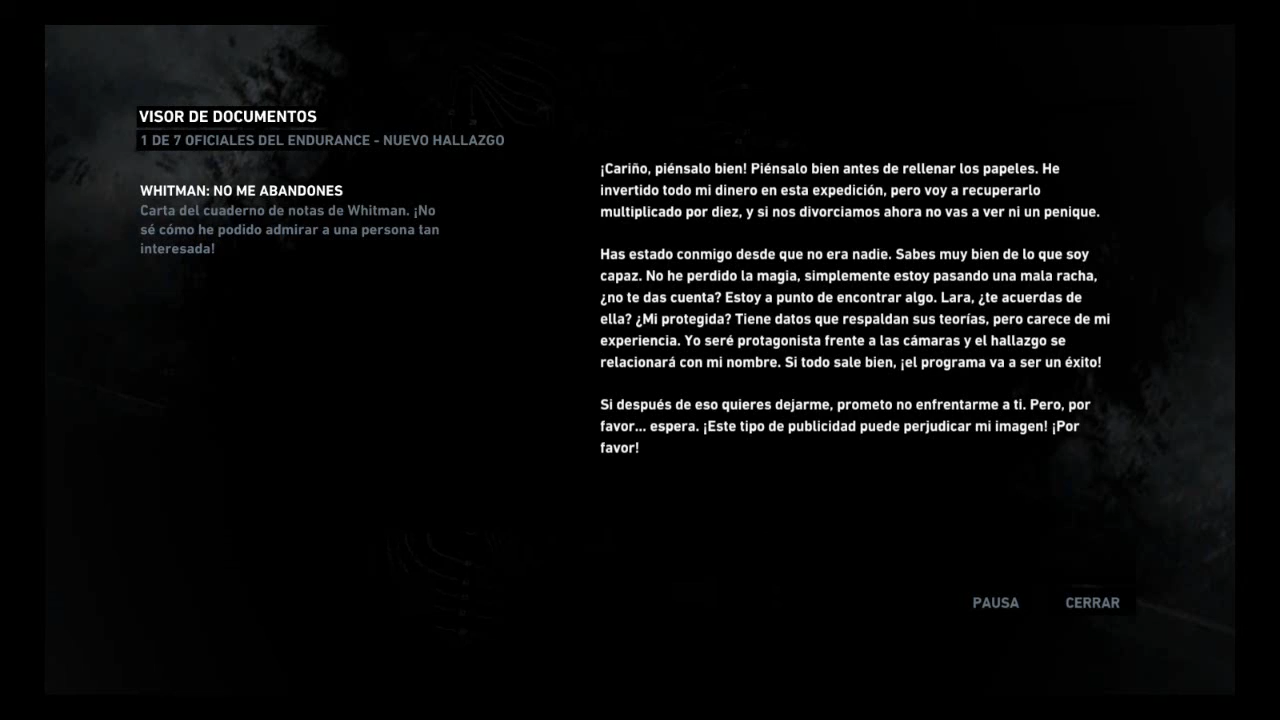 VISOR DE DOCUMENTOS
1 DE 7 OFICIALES DEL ENDURANCE - NUEVO HALLAZGO
WHITMAN: NO ME ABANDONES
Carta del cuaderno de notas de Whitman. ¡No
sé cómo he podido admirar a una persona tan
interesada!
¡Cariño, piénsalo bien! Piénsalo bien antes de rellenar los papeles. He
invertido todo mi dinero en esta expedición, pero voy a recuperarlo
multiplicado por diez, y si nos divorciamos ahora no vas a ver ni un penique.
Has estado conmigo desde que no era nadie. Sabes muy bien de lo que soy
capaz. No he perdido la magia, simplemente estoy pasando una mala racha,
¿no te das cuenta? Estoy a punto de encontrar algo. Lara, ¿te acuerdas de
ella? ¿Mi protegida? Tiene datos que respaldan sus teorías, pero carece de mi
experiencia. Yo seré protagonista frente a las cámaras y el hallazgo se
relacionará con mi nombre. Si todo sale bien, ¡el programa va a ser un éxito!
Si después de eso quieres dejarme, prometo no enfrentarme a ti. Pero, por
favor... espera. ¡Este tipo de publicidad puede perjudicar mi imagen! ¡Por
favor!
PAUSA
CERRAR